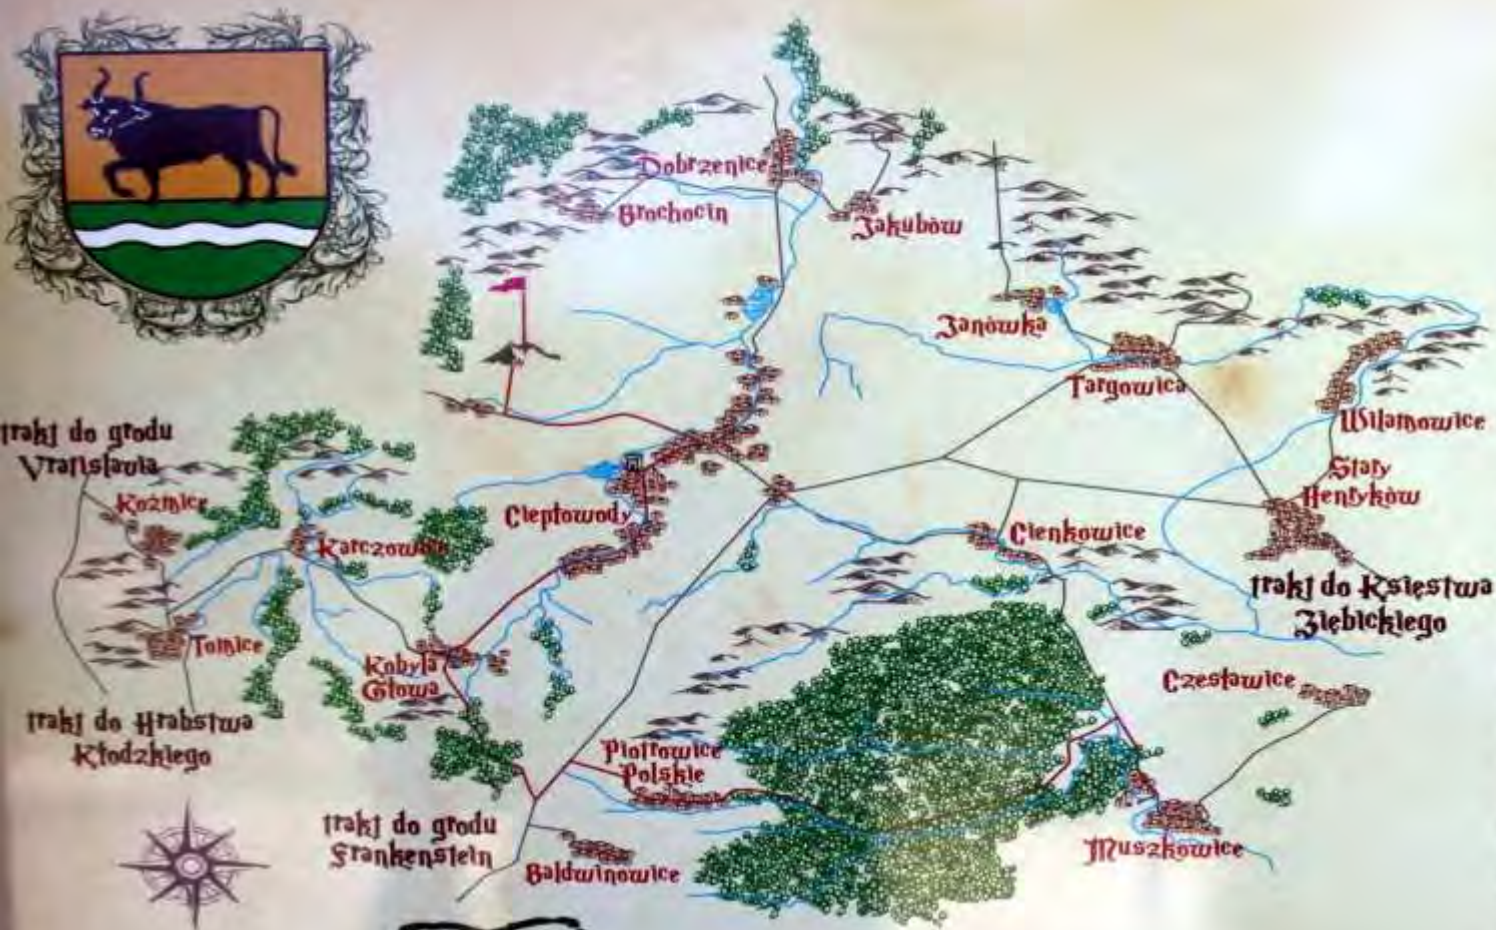 Dobrzenice
Brochocin
Jakubów
Janówka
Targowica
Wilamowice
trakt do grodu
Vratislavia
Koźmice
Stary
Henryków
Ciepłowody
Karczowice
Cienkowice
trakt do Księstwa
Ziębickiego
Tomice
Kobyla
Głowa
Czesławice
trakt do Hrabstwa
Kłodzkiego
Piotrowice
Polskie
trakt do grodu
Frankenstein
Baldwinowice
Muszkowice